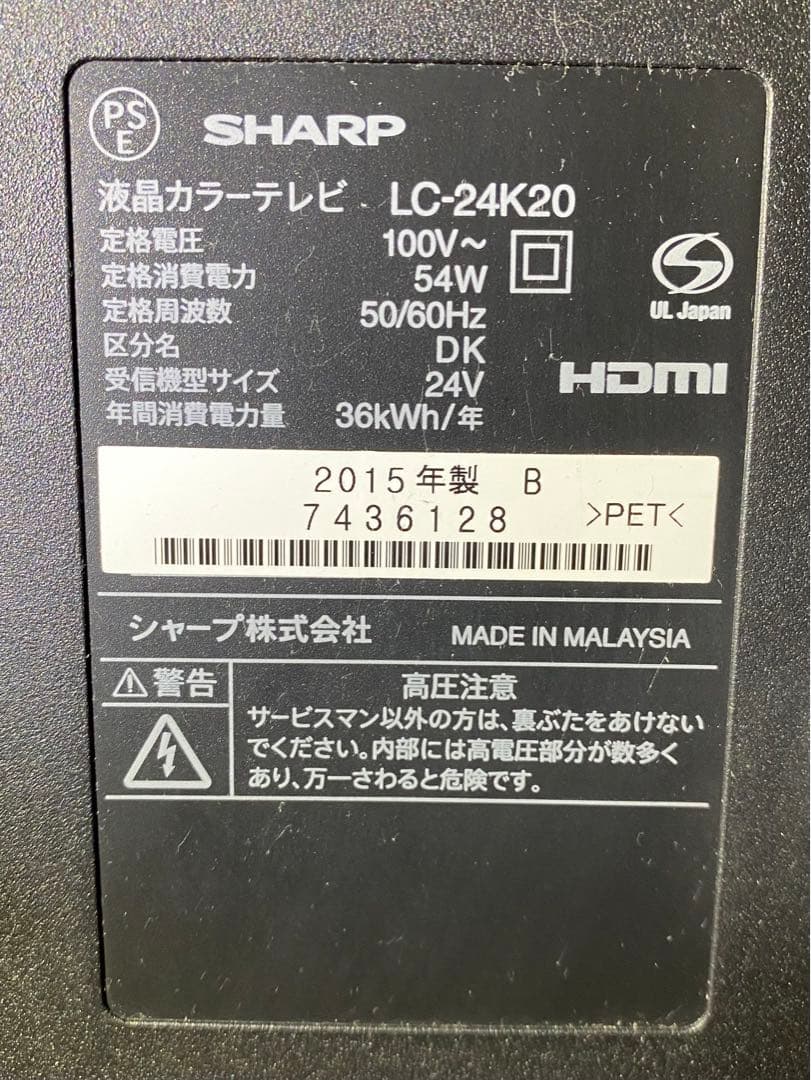 PSE
SHARP
液晶カラーテレビ LC-24K20
定格電圧 100V～
定格消費電力 54W
定格周波数 50/60Hz
区分名 DK
受信機型サイズ 24V
年間消費電力量 36kWh/年
UL Japan
HDMI
2015年製 B
7436128 >PET<
シャープ株式会社 MADE IN MALAYSIA
⚠警告
高圧注意
サービスマン以外の方は、裏ぶたをあけない
でください。内部には高電圧部分が数多く
あり、万一さわると危険です。